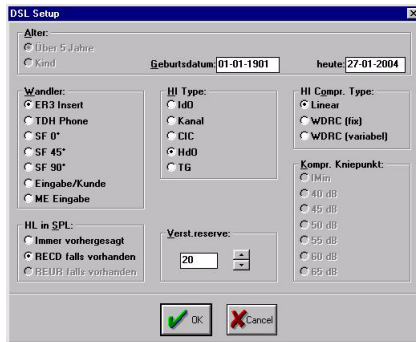 DSL Setup
Alter:
Über 5 Jahre
Kind
Geburtsdatum: 01-01-1901
heute: 27-01-2004
Wandler:
ER3 Insert
TDH Phone
SF 0°
SF 45°
SF 90°
Eingabe/Kunde
ME Eingabe
HI Type:
IdO
Kanal
CIC
HdO
TG
HI Compr. Type:
Linear
WDRC (fix)
WDRC (variabel)
Kompr. Kniepunkt:
IMin
40 dB
45 dB
50 dB
55 dB
60 dB
65 dB
HL in SPL:
Immer vorhergesagt
RECD falls vorhanden
REUR falls vorhanden
Verst.reserve:
20
OK
Cancel